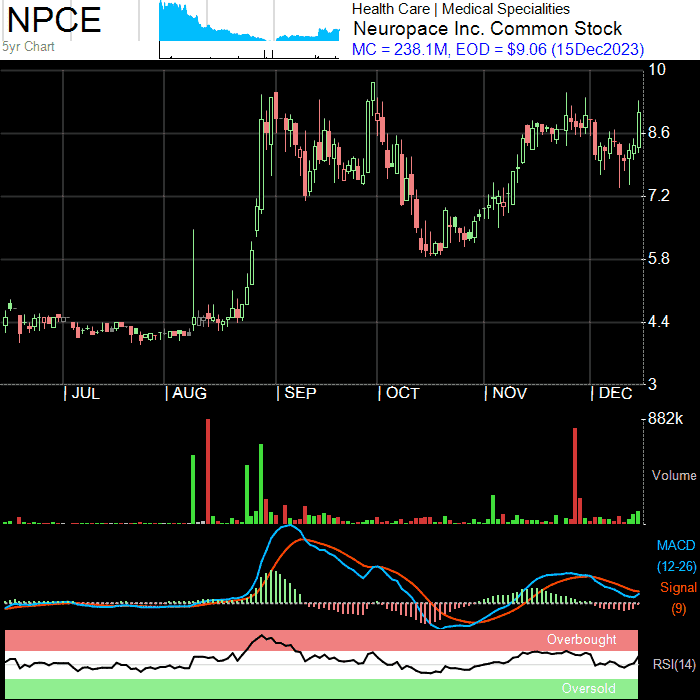 NPCE
5yr Chart
Health Care | Medical Specialities
Neuropace Inc. Common Stock
MC = 238.1M, EOD = $9.06 (15Dec2023)
10
8.6
7.2
5.8
4.4
3
| JUL | AUG | SEP | OCT | NOV | DEC
882k
Volume
MACD
(12-26)
Signal
(9)
Overbought
RSI(14)
Oversold